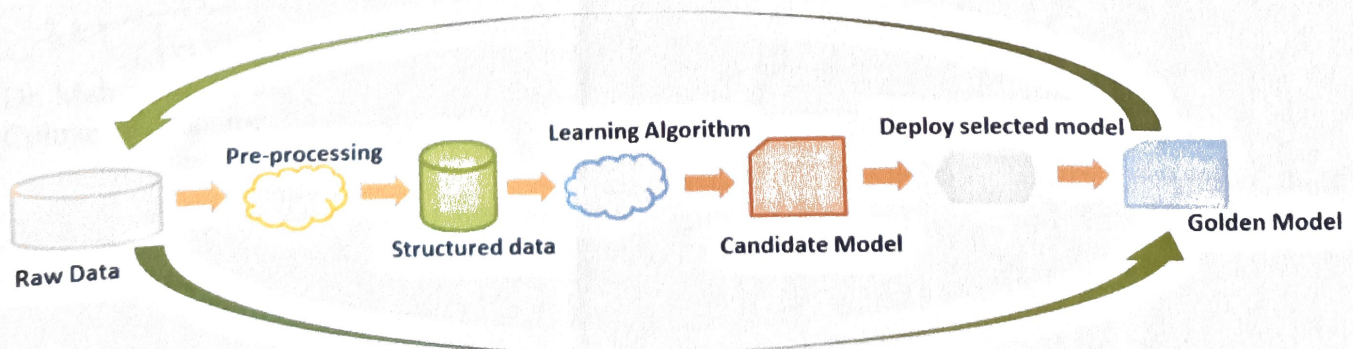 Learning Algorithm
Deploy selected model
Pre-processing
Raw Data
Structured data
Candidate Model
Golden Model